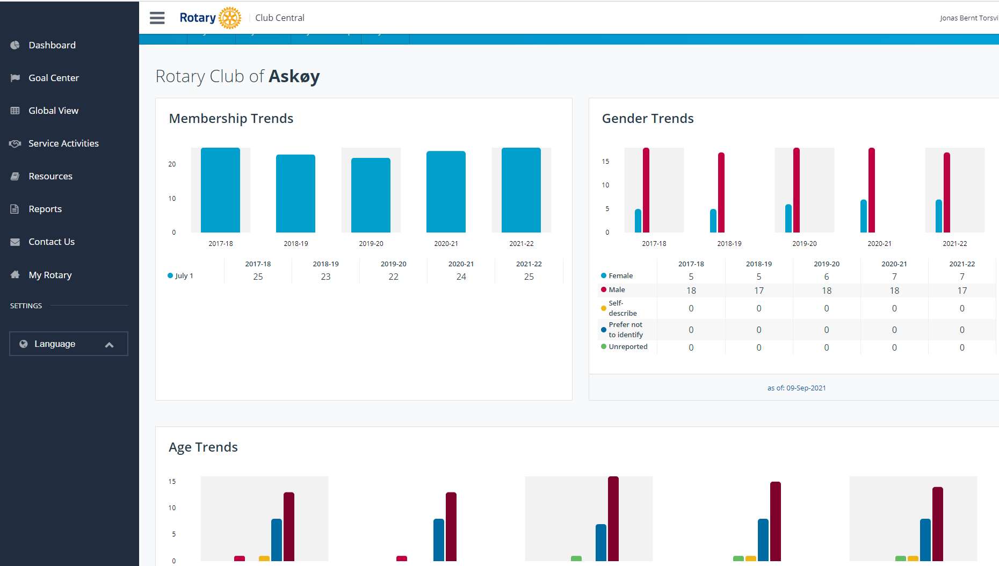 Rotary
Club Central
Jonas Bernt Torsvi
Dashboard
Goal Center
Global View
Service Activities
Resources
Reports
Contact Us
My Rotary
SETTINGS
Language
Rotary Club of Askøy
Membership Trends
20
10
0
2017-18 2018-19 2019-20 2020-21 2021-22
2017-18 2018-19 2019-20 2020-21 2021-22
July 1 25 23 22 24 25
Gender Trends
15
10
5
0
2017-18 2018-19 2019-20 2020-21 2021-22
2017-18 2018-19 2019-20 2020-21 2021-22
Female 5 5 6 7 7
Male 18 17 18 18 17
Self-
describe 0 0 0 0 0
Prefer not
to identify 0 0 0 0 0
Unreported 0 0 0 0 0
as of: 09-Sep-2021
Age Trends
15
10
5
0